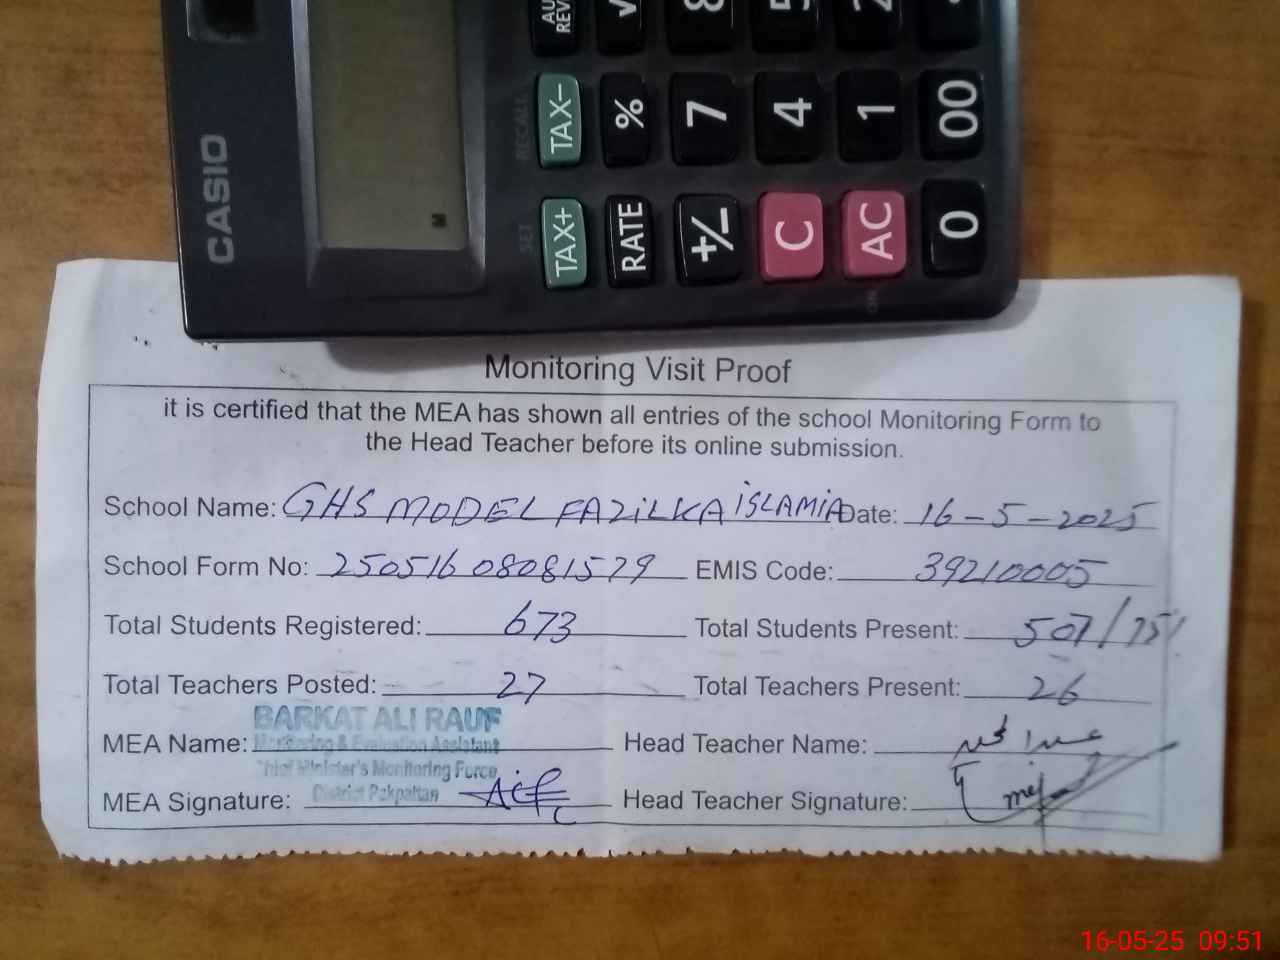 CASIO
AU
REV
√
8
5
2
.
RECALL
TAX−
%
7
4
1
00
SET
TAX+
RATE
+/−
C
AC
0
ON
M
Monitoring Visit Proof
it is certified that the MEA has shown all entries of the school Monitoring Form to
the Head Teacher before its online submission.
School Name: GHS MODEL FAZILKA ISLAMIA Date: 16-5-2025
School Form No: 25051608081579 EMIS Code: 39210005
Total Students Registered: 673 Total Students Present: 507/751
Total Teachers Posted: 27 Total Teachers Present: 26
BARKAT ALI RAUF
MEA Name: Monitoring & Evaluation Assistant Head Teacher Name:
Chief Minister's Monitoring Force
MEA Signature: District Pakpattan Head Teacher Signature:
16-05-25 09:51